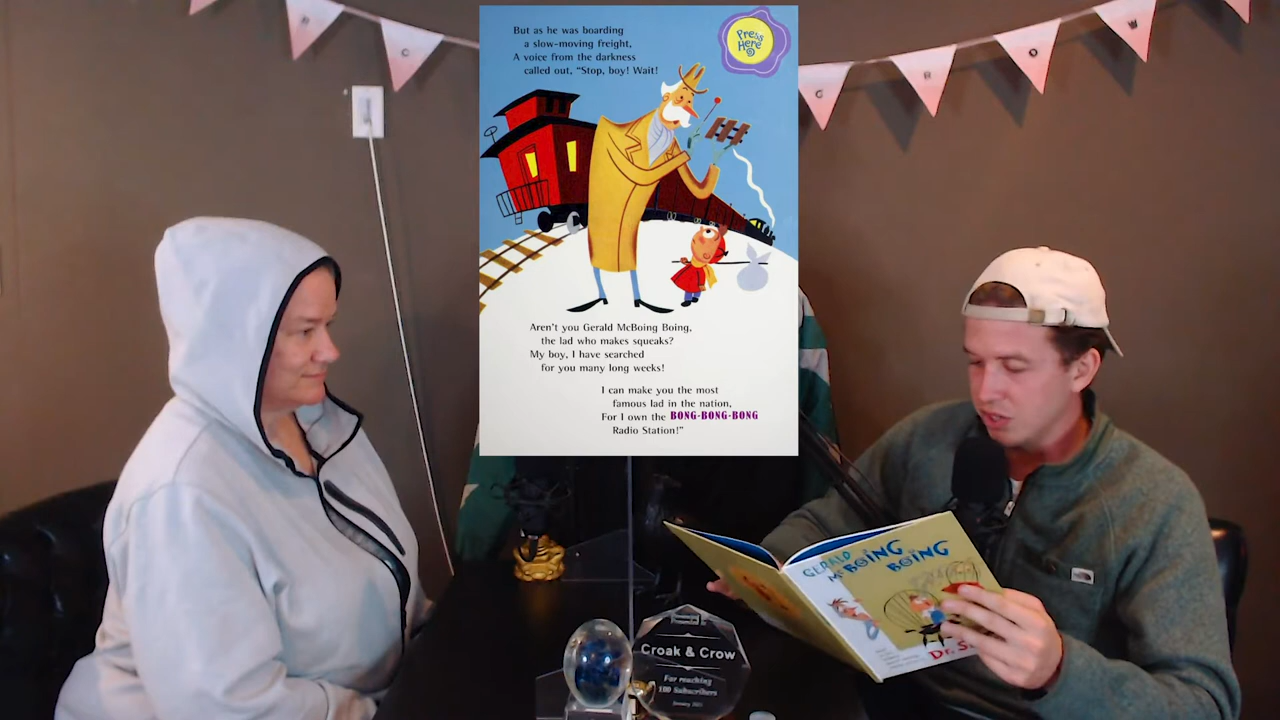 B
C
C
R
O
W
But as he was boarding
a slow-moving freight,
A voice from the darkness
called out, "Stop, boy! Wait!
Press
Here
Aren't you Gerald McBoing Boing,
the lad who makes squeaks?
My boy, I have searched
for you many long weeks!
I can make you the most
famous lad in the nation,
For I own the BONG-BONG-BONG
Radio Station!"
GERALD
McBOING
BOING
Croak & Crow
For reaching
100 Subscribers